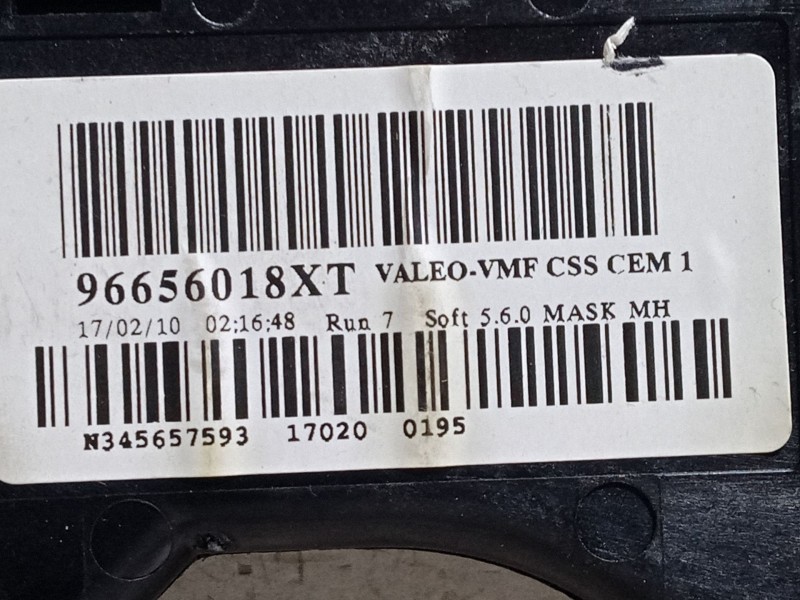 96656018XT VALEO-VMF CSS CEM 1
17/02/10 02;16:48 Run 7 Soft 5.6.0 MASK MH
N345657593 17020 0195